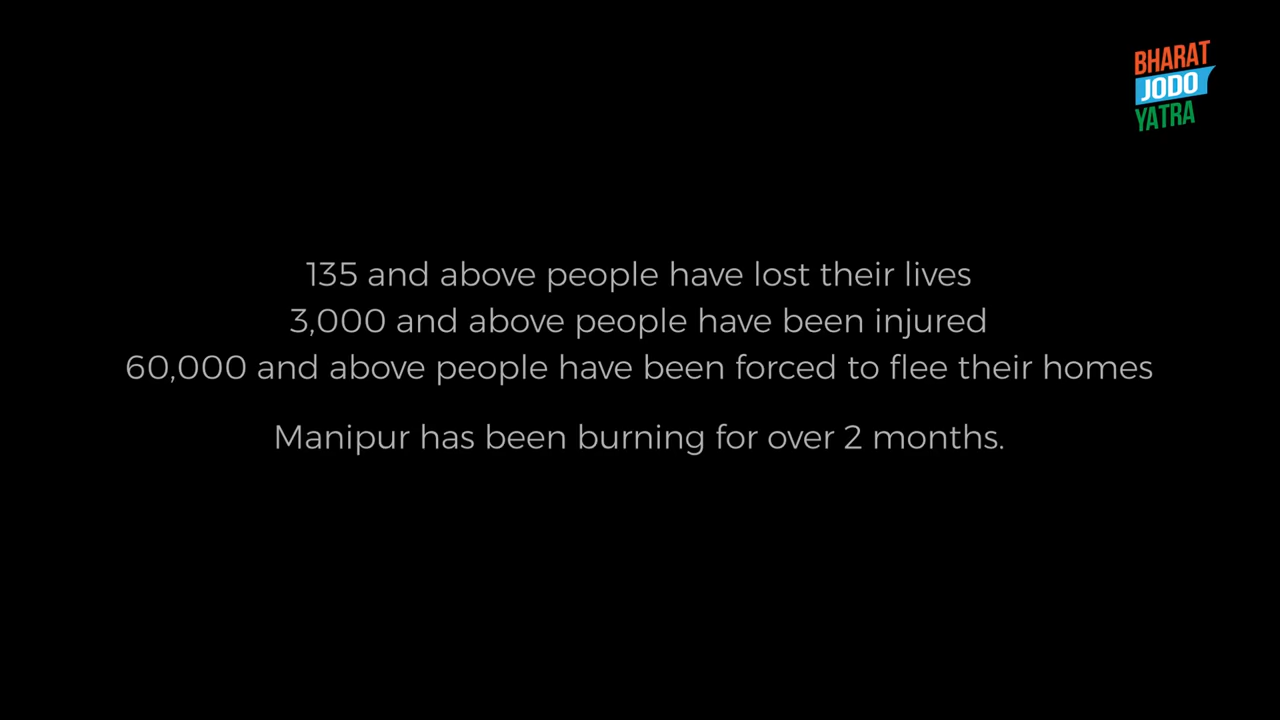 BHARAT
JODO
YATRA
135 and above people have lost their lives
3,000 and above people have been injured
60,000 and above people have been forced to flee their homes
Manipur has been burning for over 2 months.